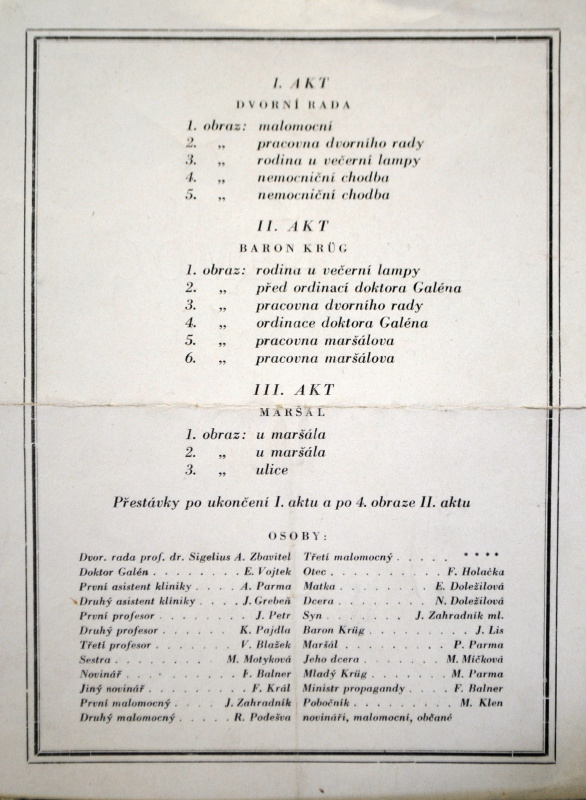 I. AKT
DVORNÍ RADA
1. obraz: malomocní
2. „ pracovna dvorního rady
3. „ rodina u večerní lampy
4. „ nemocniční chodba
5. „ nemocniční chodba
II. AKT
BARON KRÜG
1. obraz: rodina u večerní lampy
2. „ před ordinací doktora Galéna
3. „ pracovna dvorního rady
4. „ ordinace doktora Galéna
5. „ pracovna maršálova
6. „ pracovna maršálova
III. AKT
MARŠÁL
1. obraz: u maršála
2. „ u maršála
3. „ ulice
Přestávky po ukončení I. aktu a po 4. obraze II. aktu
OSOBY:
Dvor. rada prof. dr. Sigelius A. Zbavitel
Doktor Galén . . . . . . . . . E. Vojtek
První asistent kliniky . . . . A. Parma
Druhý asistent kliniky . . . . J. Grebeň
První profesor . . . . . . . . J. Petr
Druhý profesor . . . . . . . K. Pajdla
Třetí profesor . . . . . . . V. Blažek
Sestra . . . . . . . . . M. Motyková
Novinář . . . . . . . . . . F. Balner
Jiný novinář . . . . . . . . F. Král
První malomocný . . . . J. Zahradník
Druhý malomocný . . . . . R. Podešva
Třetí malomocný . . . . . * * * *
Otec . . . . . . . . . . F. Holačka
Matka . . . . . . . . E. Doležilová
Dcera . . . . . . . . N. Doležilová
Syn . . . . . . . J. Zahradník ml.
Baron Krüg . . . . . . . . . J. Lis
Maršál . . . . . . . . . P. Parma
Jeho dcera . . . . . . . M. Mičková
Mladý Krüg . . . . . . . M. Parma
Ministr propagandy . . . . F. Balner
Pobočník . . . . . . . . . M. Klen
novináři, malomocní, občané